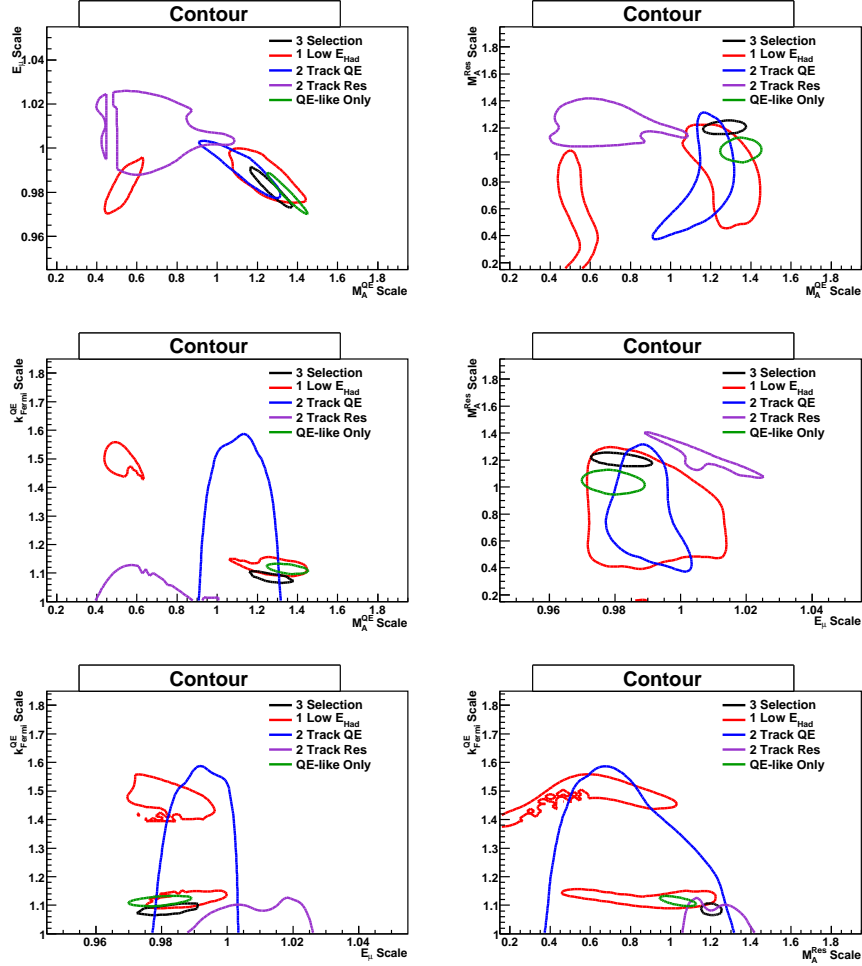 Contour
E_μ Scale
1.04
1.02
1
0.98
0.96
3 Selection
1 Low E_Had
2 Track QE
2 Track Res
QE-like Only
0.2 0.4 0.6 0.8 1 1.2 1.4 1.6 1.8
M_A^QE Scale
Contour
M_A^Res Scale
1.8
1.6
1.4
1.2
1
0.8
0.6
0.4
0.2
3 Selection
1 Low E_Had
2 Track QE
2 Track Res
QE-like Only
0.2 0.4 0.6 0.8 1 1.2 1.4 1.6 1.8
M_A^QE Scale
Contour
k_Fermi^QE Scale
1.8
1.7
1.6
1.5
1.4
1.3
1.2
1.1
1
3 Selection
1 Low E_Had
2 Track QE
2 Track Res
QE-like Only
0.2 0.4 0.6 0.8 1 1.2 1.4 1.6 1.8
M_A^QE Scale
Contour
M_A^Res Scale
1.8
1.6
1.4
1.2
1
0.8
0.6
0.4
0.2
3 Selection
1 Low E_Had
2 Track QE
2 Track Res
QE-like Only
0.96 0.98 1 1.02 1.04
E_μ Scale
Contour
k_Fermi^QE Scale
1.8
1.7
1.6
1.5
1.4
1.3
1.2
1.1
1
3 Selection
1 Low E_Had
2 Track QE
2 Track Res
QE-like Only
0.96 0.98 1 1.02 1.04
E_μ Scale
Contour
k_Fermi^QE Scale
1.8
1.7
1.6
1.5
1.4
1.3
1.2
1.1
1
3 Selection
1 Low E_Had
2 Track QE
2 Track Res
QE-like Only
0.2 0.4 0.6 0.8 1 1.2 1.4 1.6 1.8
M_A^Res Scale